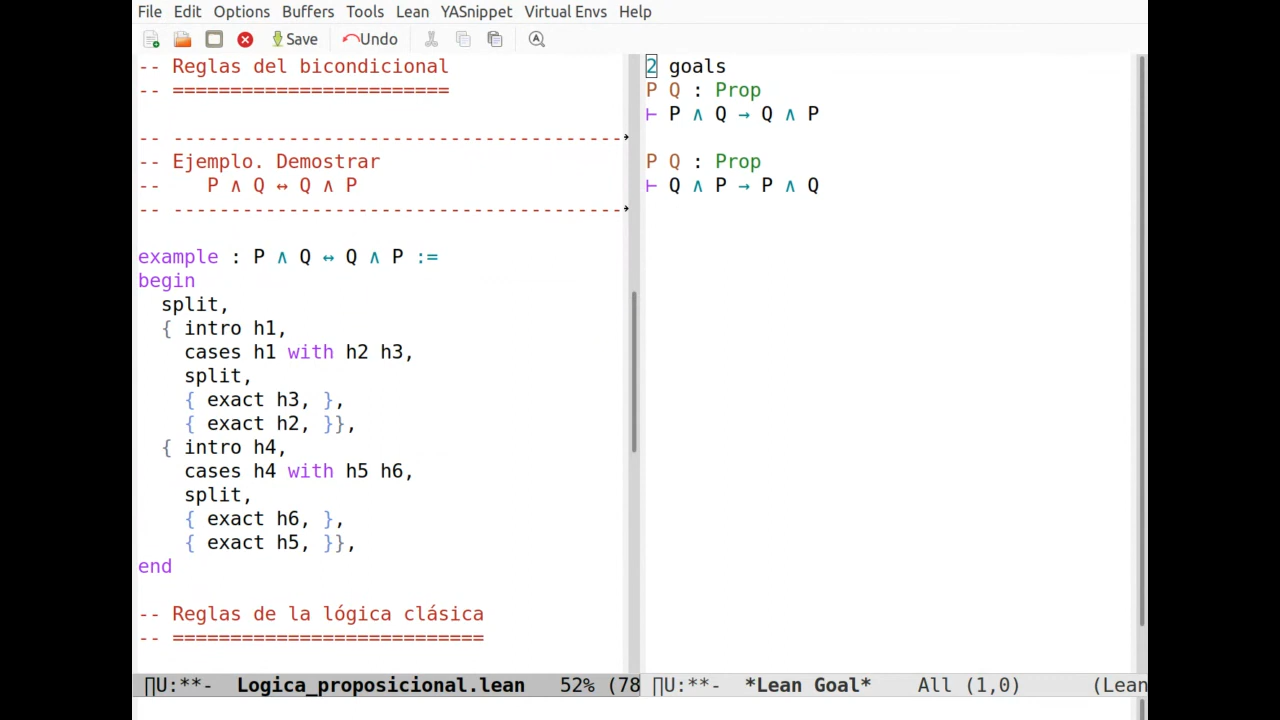 File Edit Options Buffers Tools Lean YASnippet Virtual Envs Help
Save Undo
-- Reglas del bicondicional
-- ========================
-- ---------------------------------------
-- Ejemplo. Demostrar
--    P ∧ Q ↔ Q ∧ P
-- ---------------------------------------
example : P ∧ Q ↔ Q ∧ P :=
begin
  split,
  { intro h1,
    cases h1 with h2 h3,
    split,
    { exact h3, },
    { exact h2, }},
  { intro h4,
    cases h4 with h5 h6,
    split,
    { exact h6, },
    { exact h5, }},
end
-- Reglas de la lógica clásica
-- ===========================
∏U:**-  Logica_proposicional.lean   52% (78
2 goals
P Q : Prop
⊢ P ∧ Q → Q ∧ P
P Q : Prop
⊢ Q ∧ P → P ∧ Q
∏U:**-  *Lean Goal*    All (1,0)      (Lean